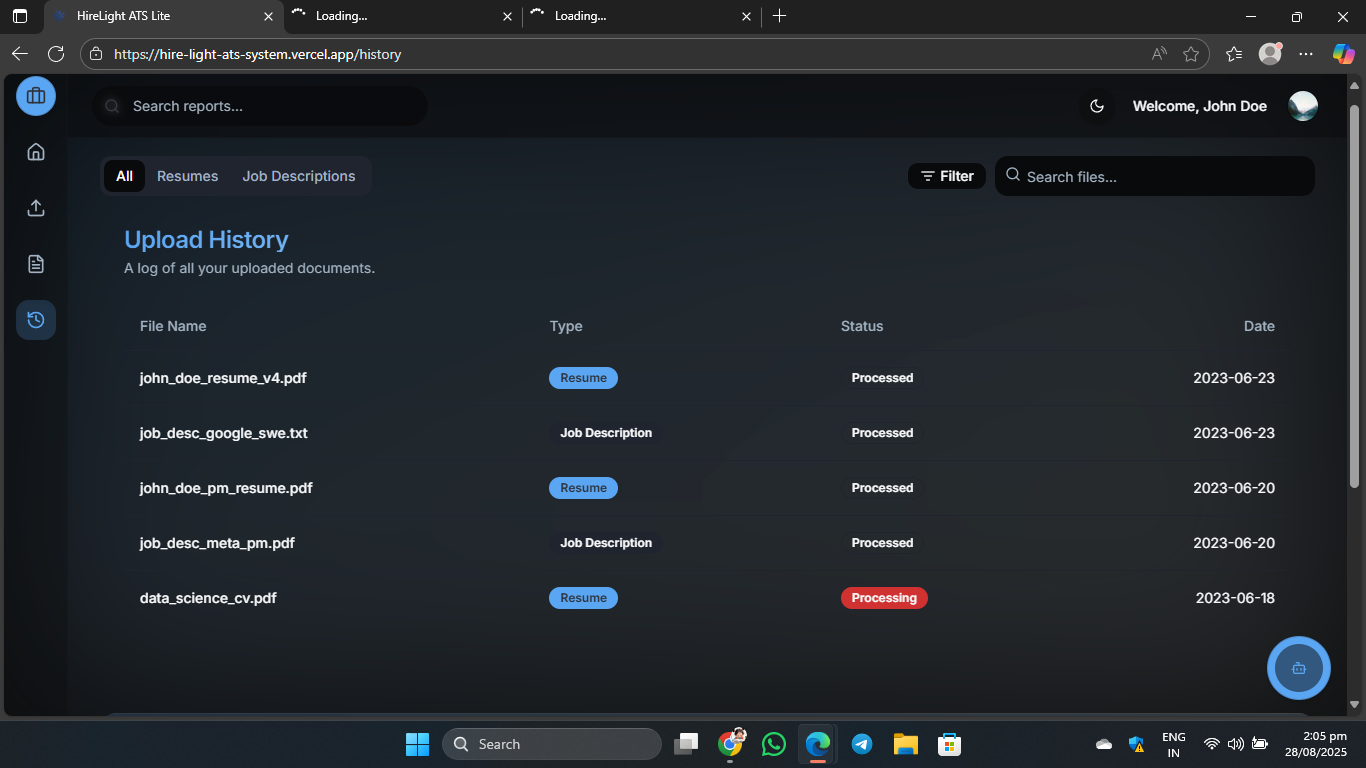 HireLight ATS Lite
Loading...
Loading...
https://hire-light-ats-system.vercel.app/history
Search reports...
Welcome, John Doe
All Resumes Job Descriptions
Filter
Search files...
Upload History
A log of all your uploaded documents.
File Name Type Status Date
john_doe_resume_v4.pdf Resume Processed 2023-06-23
job_desc_google_swe.txt Job Description Processed 2023-06-23
john_doe_pm_resume.pdf Resume Processed 2023-06-20
job_desc_meta_pm.pdf Job Description Processed 2023-06-20
data_science_cv.pdf Resume Processing 2023-06-18
Search
ENG
IN
2:05 pm
28/08/2025